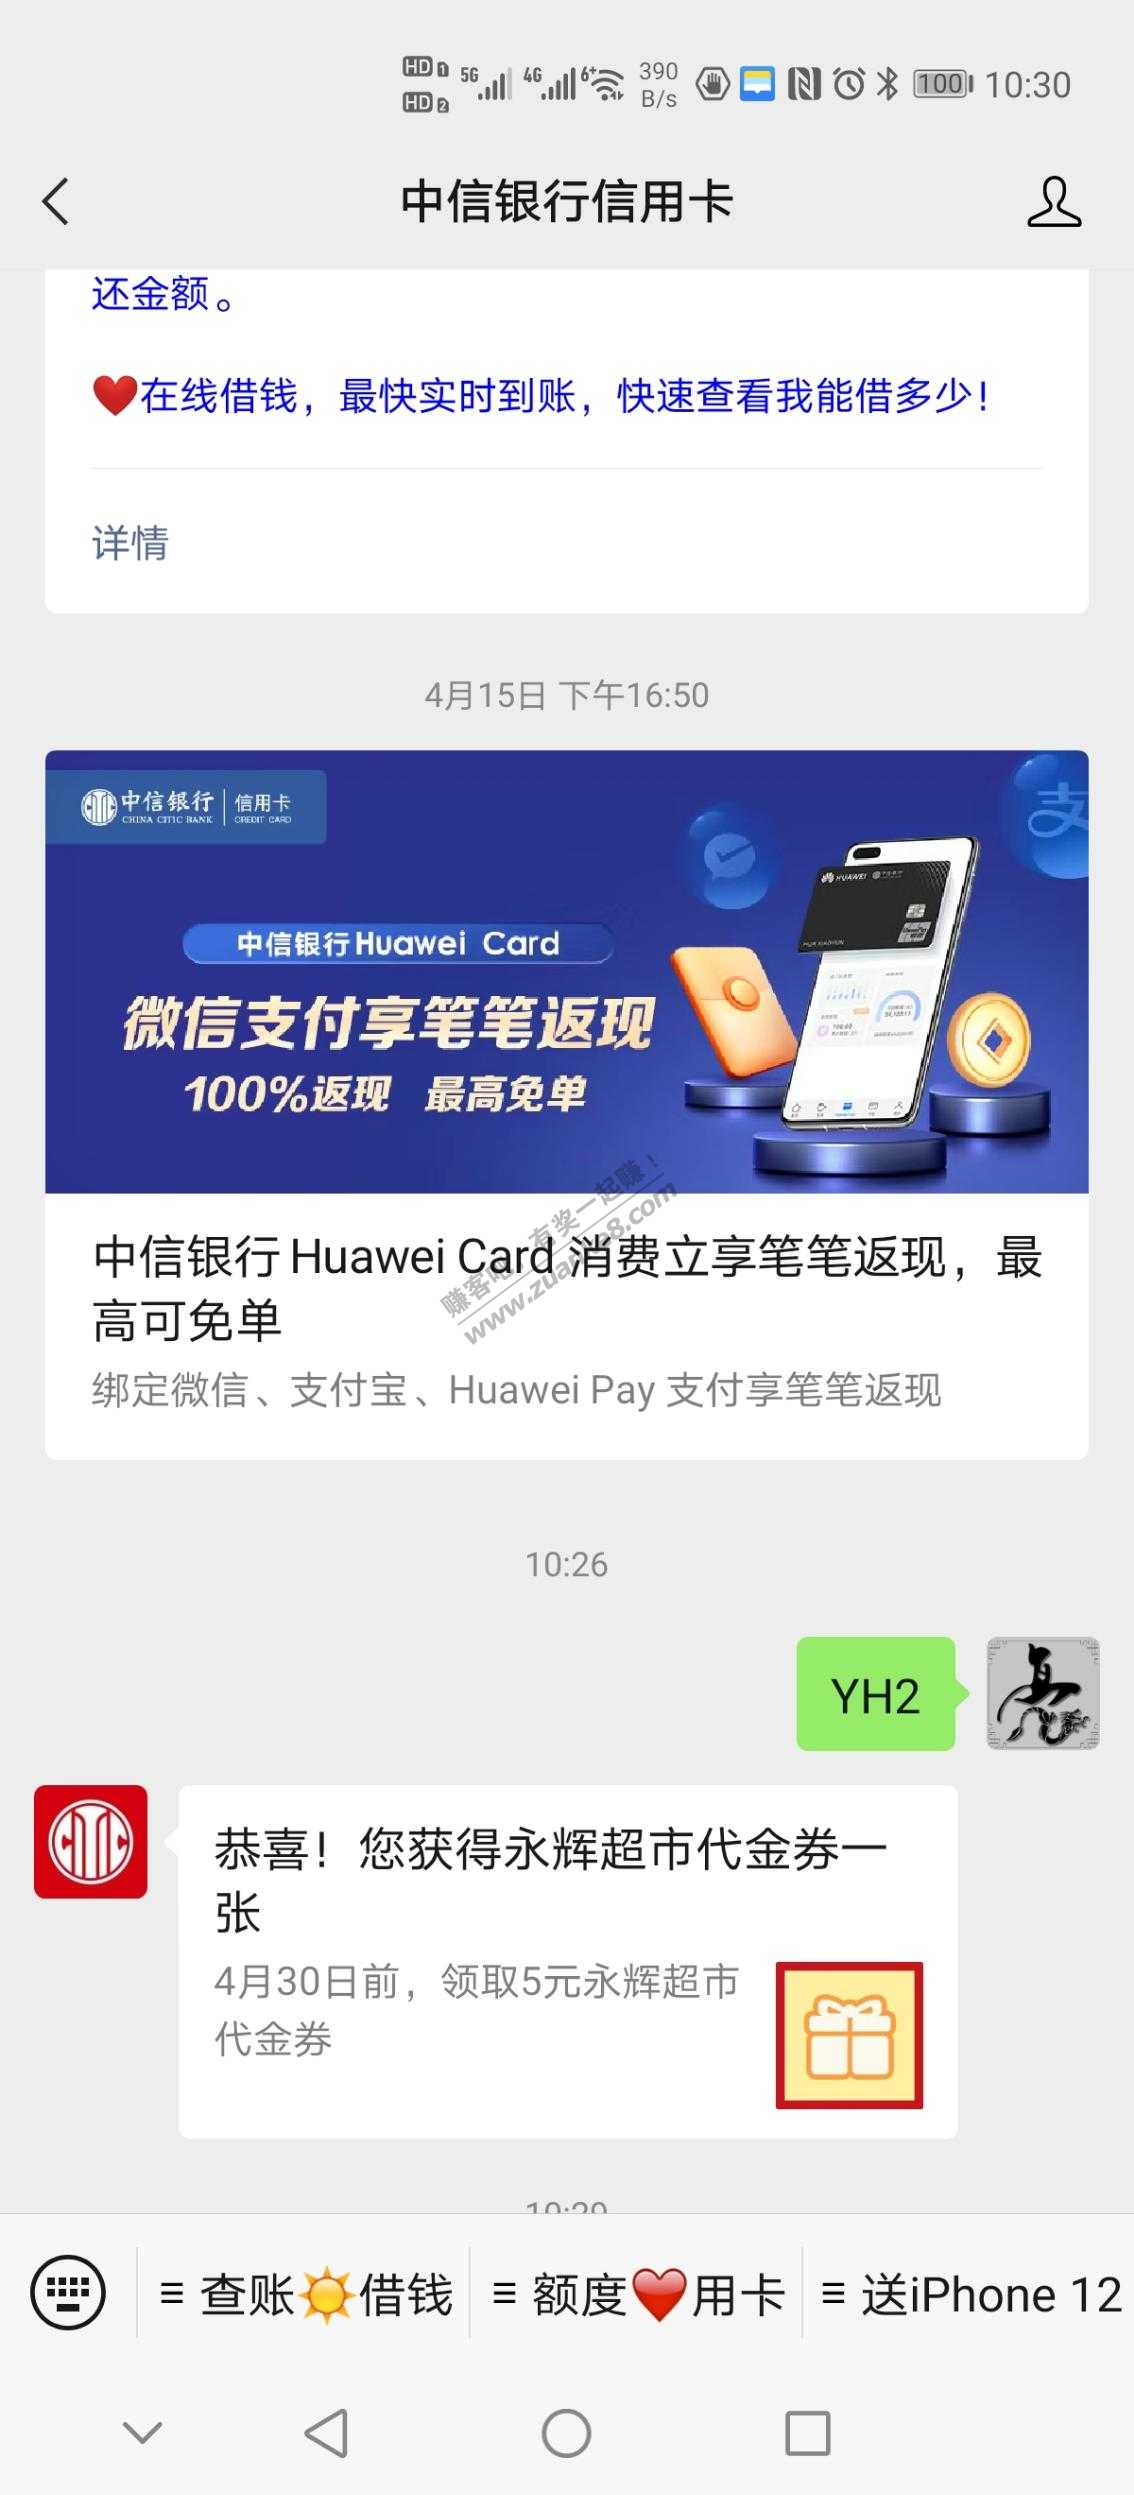 HD 1 5G 4G 6+ 390 100 10:30
HD 2 B/s
中信银行信用卡
还金额。
❤️在线借钱，最快实时到账，快速查看我能借多少！
详情
4月15日 下午16:50
中信银行 信用卡
CHINA CITIC BANK CREDIT CARD
支
HUAWEI
中信银行Huawei Card
微信支付享笔笔返现
100%返现 最高免单
赚客吧，有奖一起赚！
www.zuanke8.com
中信银行 Huawei Card 消费立享笔笔返现，最
高可免单
绑定微信、支付宝、Huawei Pay 支付享笔笔返现
10:26
YH2
恭喜！您获得永辉超市代金券一
张
4月30日前，领取5元永辉超市
代金券
10:29
查账☀️借钱
额度❤️用卡
送iPhone 12